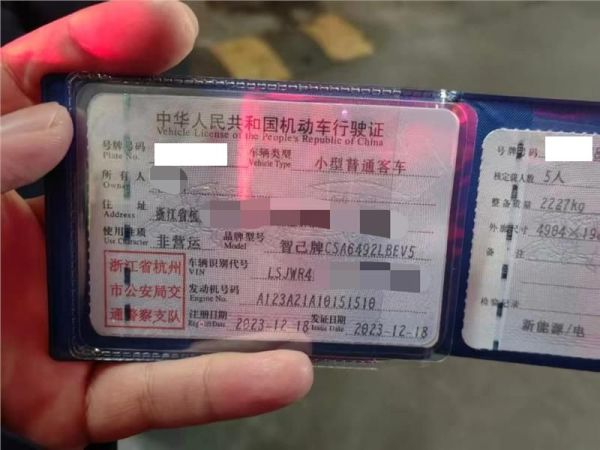 中华人民共和国机动车行驶证
Vehicle License of the People's Republic of China
号牌号码
Plate No.
车辆类型 小型普通客车
Vehicle Type
所有人
Owner
住址 浙江省杭
Address
使用性质 非营运
Use Character
品牌型号 智己牌CSA6492LBEV5
Model
浙江省杭州
市公安局交
通警察支队
车辆识别代号 LSJWR4
VIN
发动机号码 A123A21A10151510
Engine No.
注册日期 2023-12-18
Register Date
发证日期 2023-12-18
Issue Date
号牌号码
核定载人数 5人
整备质量 2227kg
外廓尺寸 4904×19
备注
检验记录
新能源/电